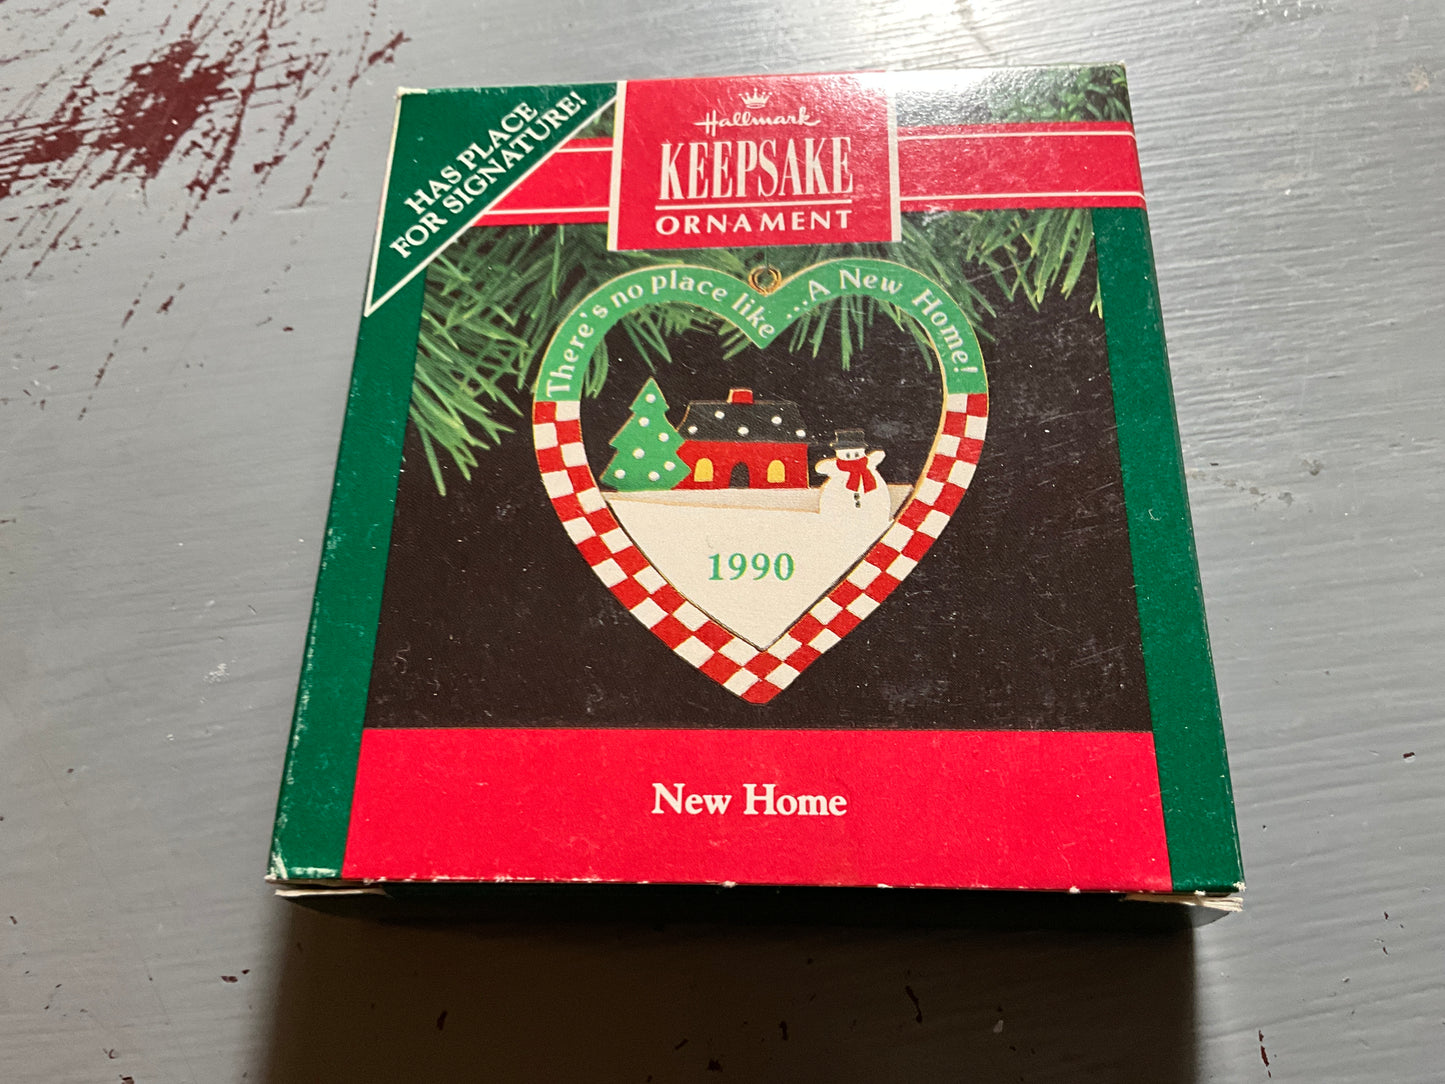 HAS PLACE
FOR SIGNATURE!
Hallmark
KEEPSAKE
ORNAMENT
There's no place like
...A New Home!
1990
New Home